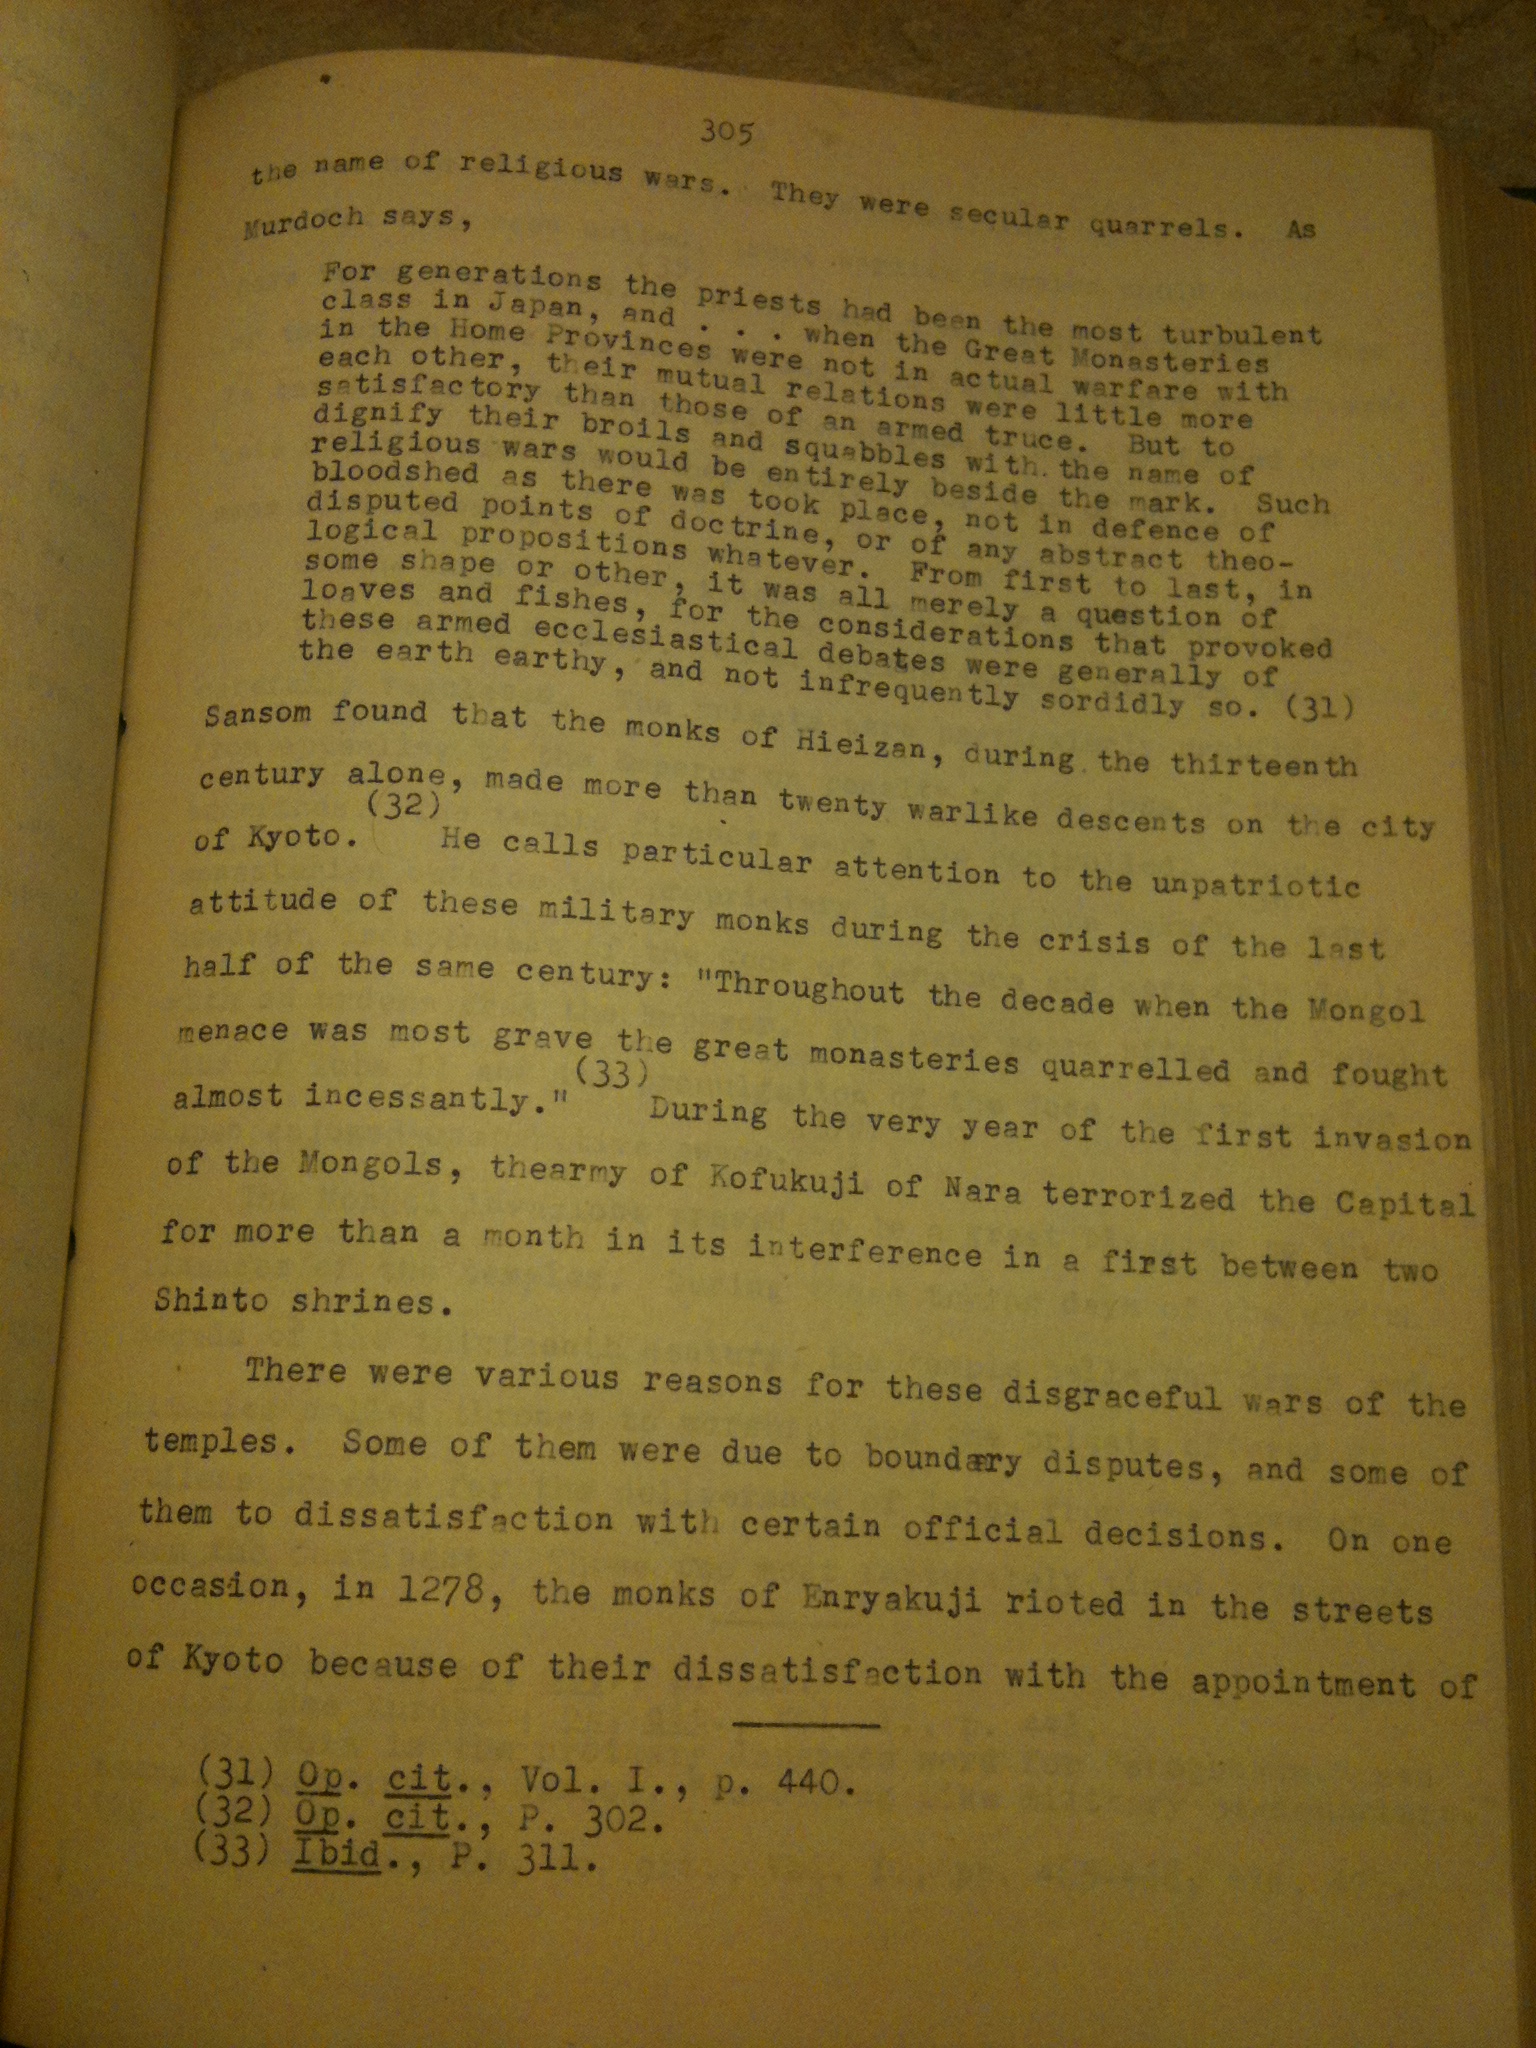 305
the name of religious wars. They were secular quarrels. As
Murdoch says,
For generations the priests had been the most turbulent
class in Japan, and . . . when the Great Monasteries
in the Home Provinces were not in actual warfare with
each other, their mutual relations were little more
satisfactory than those of an armed truce. But to
dignify their broils and squabbles with the name of
religious wars would be entirely beside the mark. Such
bloodshed as there was took place, not in defence of
disputed points of doctrine, or of any abstract theo-
logical propositions whatever. From first to last, in
some shape or other, it was all merely a question of
loaves and fishes, for the considerations that provoked
these armed ecclesiastical debates were generally of
the earth earthy, and not infrequently sordidly so. (31)
Sansom found that the monks of Hieizan, during the thirteenth
century alone, made more than twenty warlike descents on the city
of Kyoto. (32) He calls particular attention to the unpatriotic
attitude of these military monks during the crisis of the last
half of the same century: "Throughout the decade when the Mongol
menace was most grave the great monasteries quarrelled and fought
almost incessantly." (33) During the very year of the first invasion
of the Mongols, thearmy of Kofukuji of Nara terrorized the Capital
for more than a month in its interference in a first between two
Shinto shrines.
There were various reasons for these disgraceful wars of the
temples. Some of them were due to boundary disputes, and some of
them to dissatisfaction with certain official decisions. On one
occasion, in 1278, the monks of Enryakuji rioted in the streets
of Kyoto because of their dissatisfaction with the appointment of
(31) Op. cit., Vol. I., p. 440.
(32) Op. cit., P. 302.
(33) Ibid., P. 311.